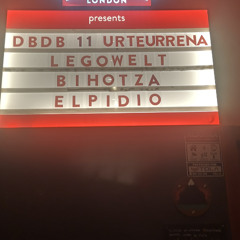 LONDON
presents
DBDB 11 URTEURRENA
LEGOWELT
BIHOTZA
ELPIDIO